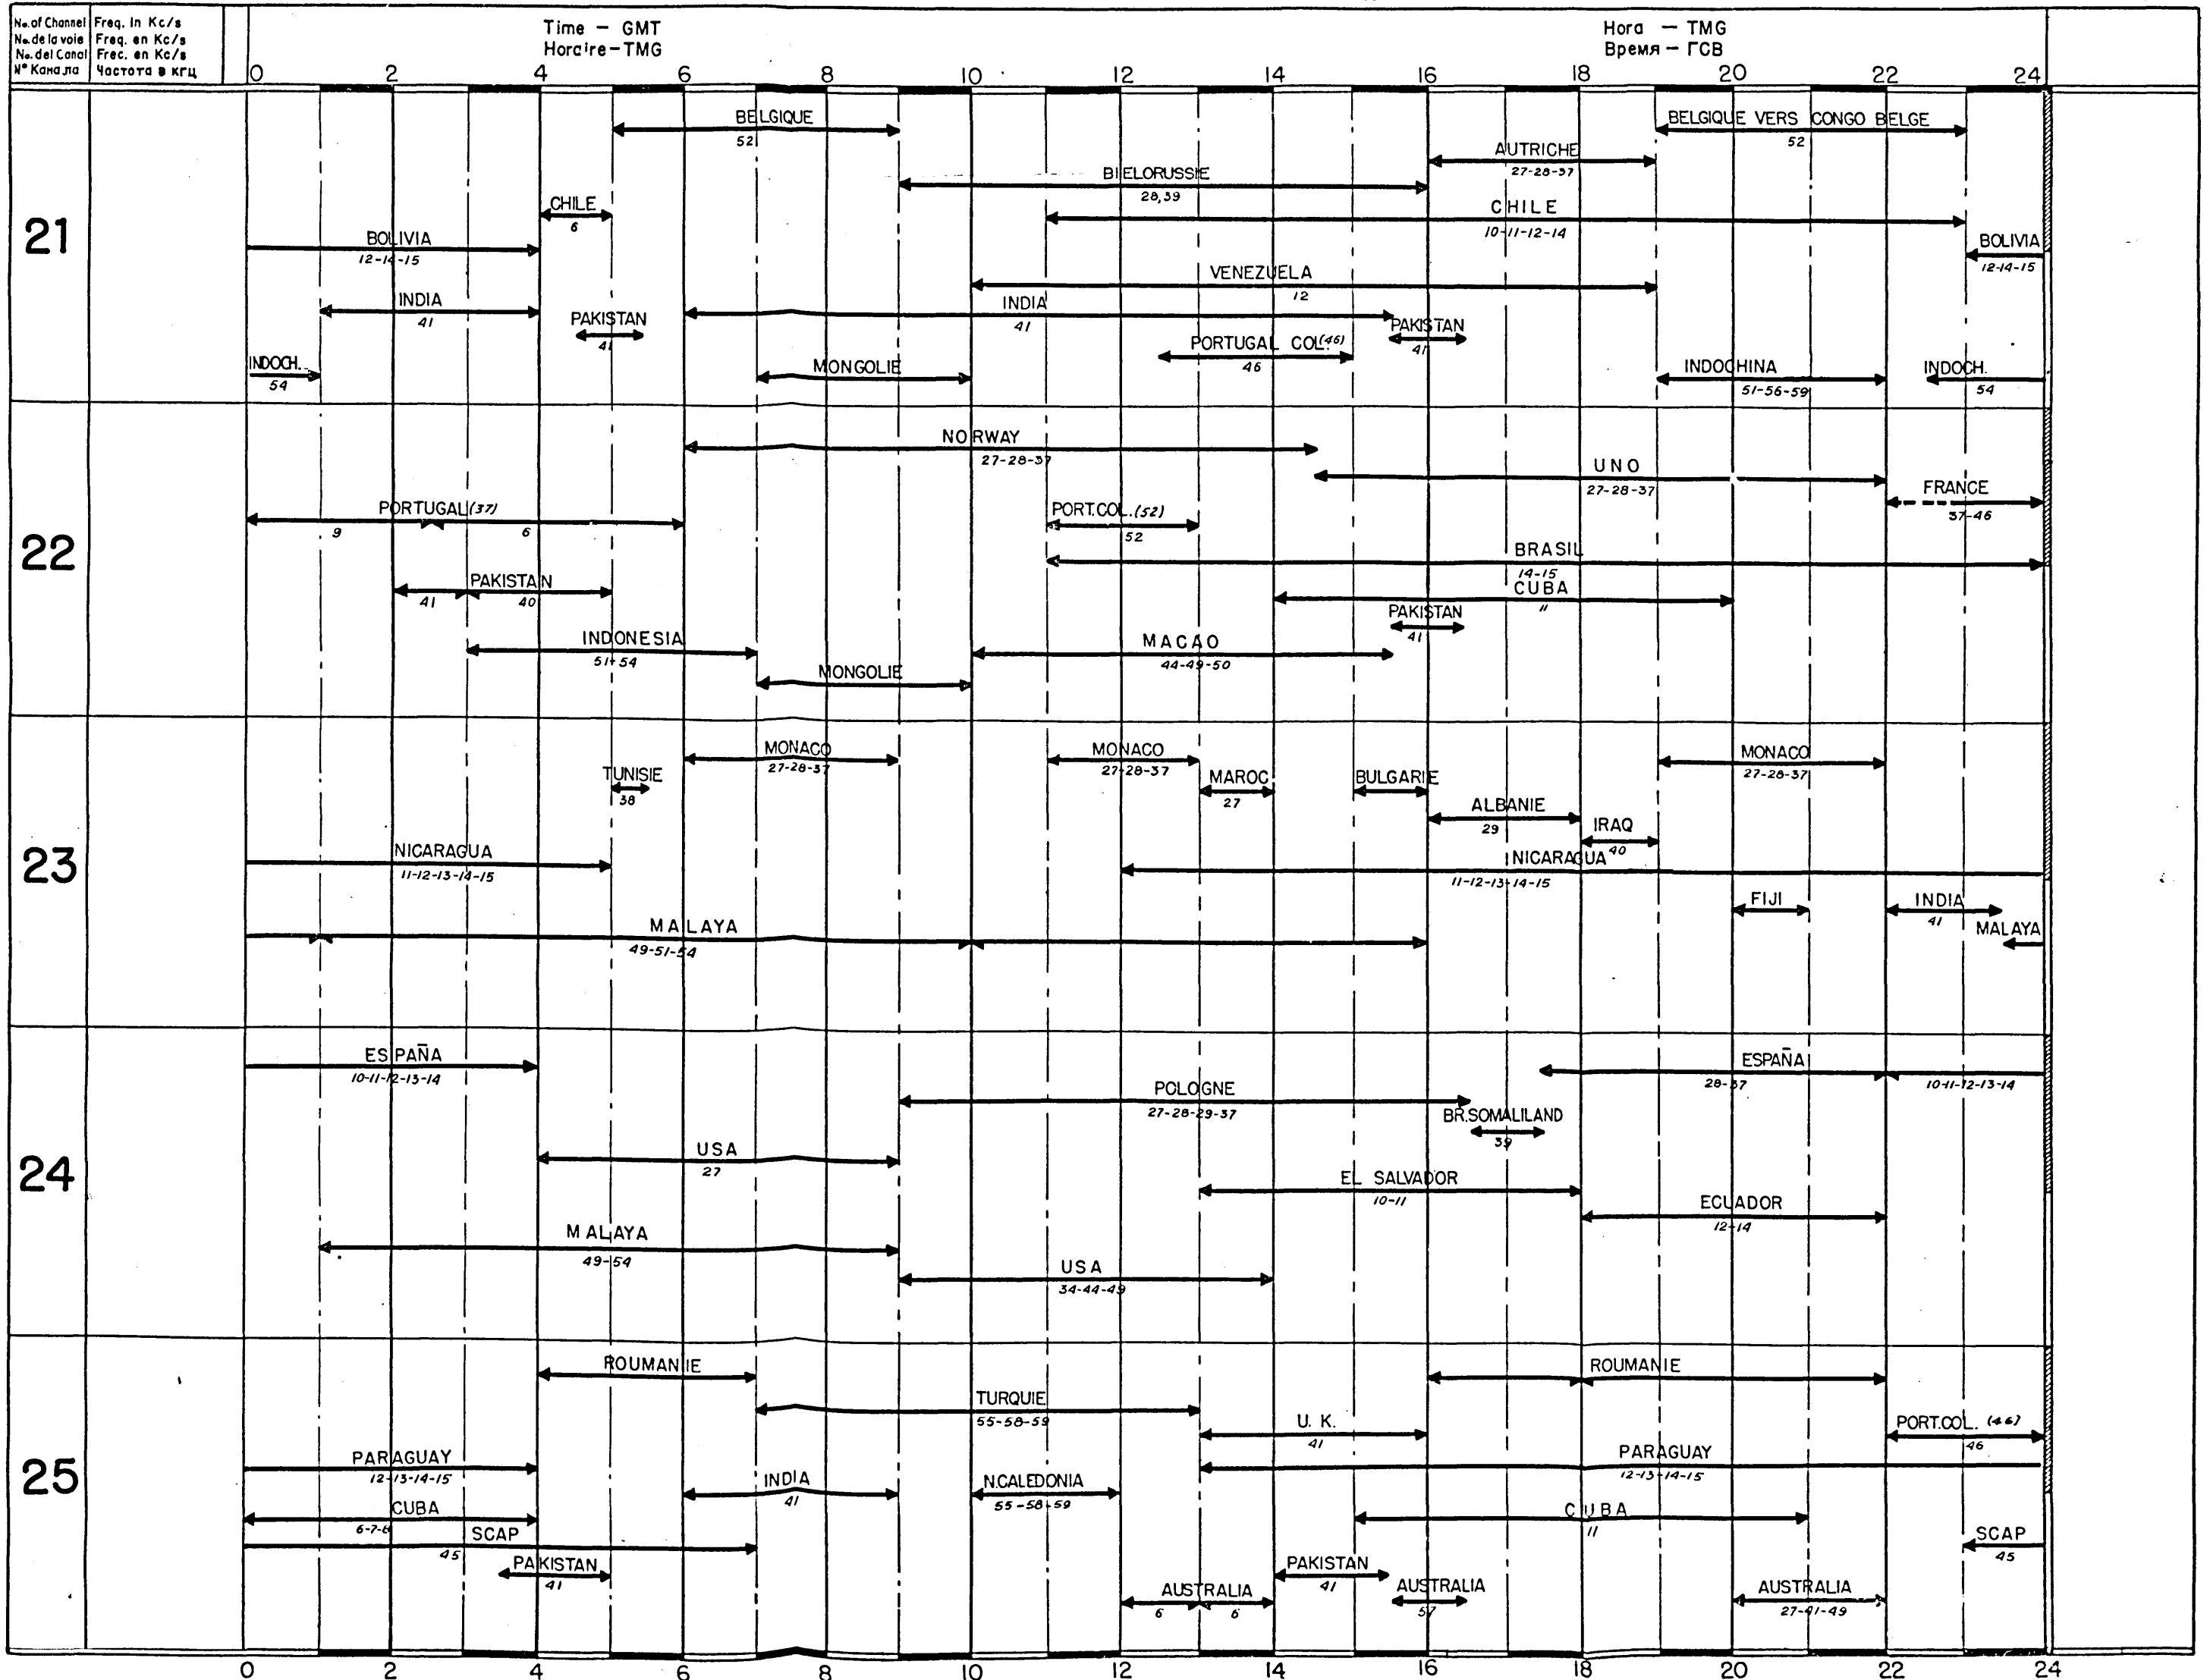 No. of Channel Freq. in Kc/s
No. de la voie Freq. en Kc/s
No. del Canal Frec. en Kc/s
N° Канала Частота в кгц
Time — GMT
Horaire-TMG
Hora — TMG
Время — ГСВ
0 2 4 6 8 10 12 14 16 18 20 22 24
21
BELGIQUE
52
BELGIQUE VERS CONGO BELGE
52
AUTRICHE
27-28-37
BIELORUSSIE
28,39
CHILE
6
CHILE
10-11-12-14
BOLIVIA
12-14-15
BOLIVIA
12-14-15
VENEZUELA
12
INDIA
41
INDIA
41
PAKISTAN
41
PAKISTAN
41
PORTUGAL COL.(46)
46
INDOCH.
54
MONGOLIE
INDOCHINA
51-56-59
INDOCH.
54
22
NORWAY
27-28-37
UNO
27-28-37
FRANCE
37-46
PORTUGAL(37)
9 6
PORT.COL.(52)
52
BRASIL
14-15
PAKISTAN
41 40
CUBA
11
PAKISTAN
41
INDONESIA
51-54
MACAO
44-49-50
MONGOLIE
23
MONACO
27-28-37
MONACO
27-28-37
MONACO
27-28-37
TUNISIE
38
MAROC
27
BULGARIE
ALBANIE
29
IRAQ
40
NICARAGUA
11-12-13-14-15
NICARAGUA
11-12-13-14-15
FIJI
INDIA
41
MALAYA
49-51-54
MALAYA
24
ESPAÑA
10-11-12-13-14
ESPAÑA
28-37 10-11-12-13-14
POLOGNE
27-28-29-37
BR.SOMALILAND
39
USA
27
EL SALVADOR
10-11
ECUADOR
12-14
MALAYA
49-54
USA
34-44-49
25
ROUMANIE
ROUMANIE
TURQUIE
55-58-59
U. K.
41
PORT.COL. (46)
46
PARAGUAY
12-13-14-15
PARAGUAY
12-13-14-15
INDIA
41
N.CALEDONIA
55-58-59
CUBA
6-7-8
CUBA
11
SCAP
45
SCAP
45
PAKISTAN
41
PAKISTAN
41
AUSTRALIA
6 6
AUSTRALIA
57
AUSTRALIA
27-41-49
0 2 4 6 8 10 12 14 16 18 20 22 24